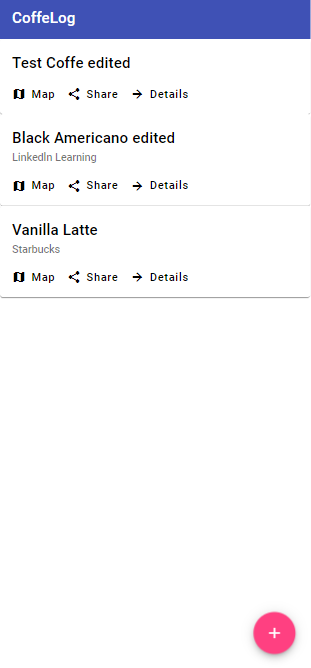 CoffeLog
Test Coffe edited
Map Share Details
Black Americano edited
LinkedIn Learning
Map Share Details
Vanilla Latte
Starbucks
Map Share Details
+